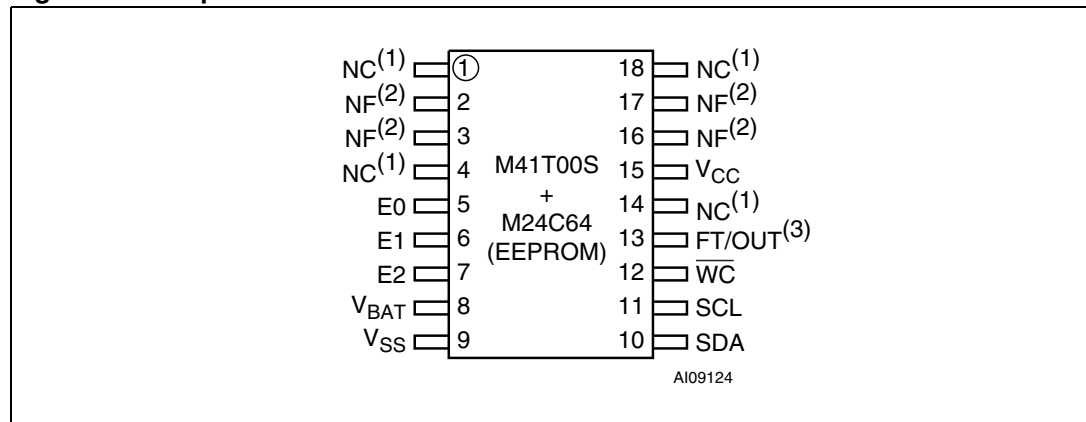 NC(1) 1 18 NC(1)
NF(2) 2 17 NF(2)
NF(2) 3 16 NF(2)
NC(1) 4 M41T00S 15 VCC
E0 5 + 14 NC(1)
E1 6 M24C64 13 FT/OUT(3)
(EEPROM)
E2 7 12 WC
VBAT 8 11 SCL
VSS 9 10 SDA
AI09124